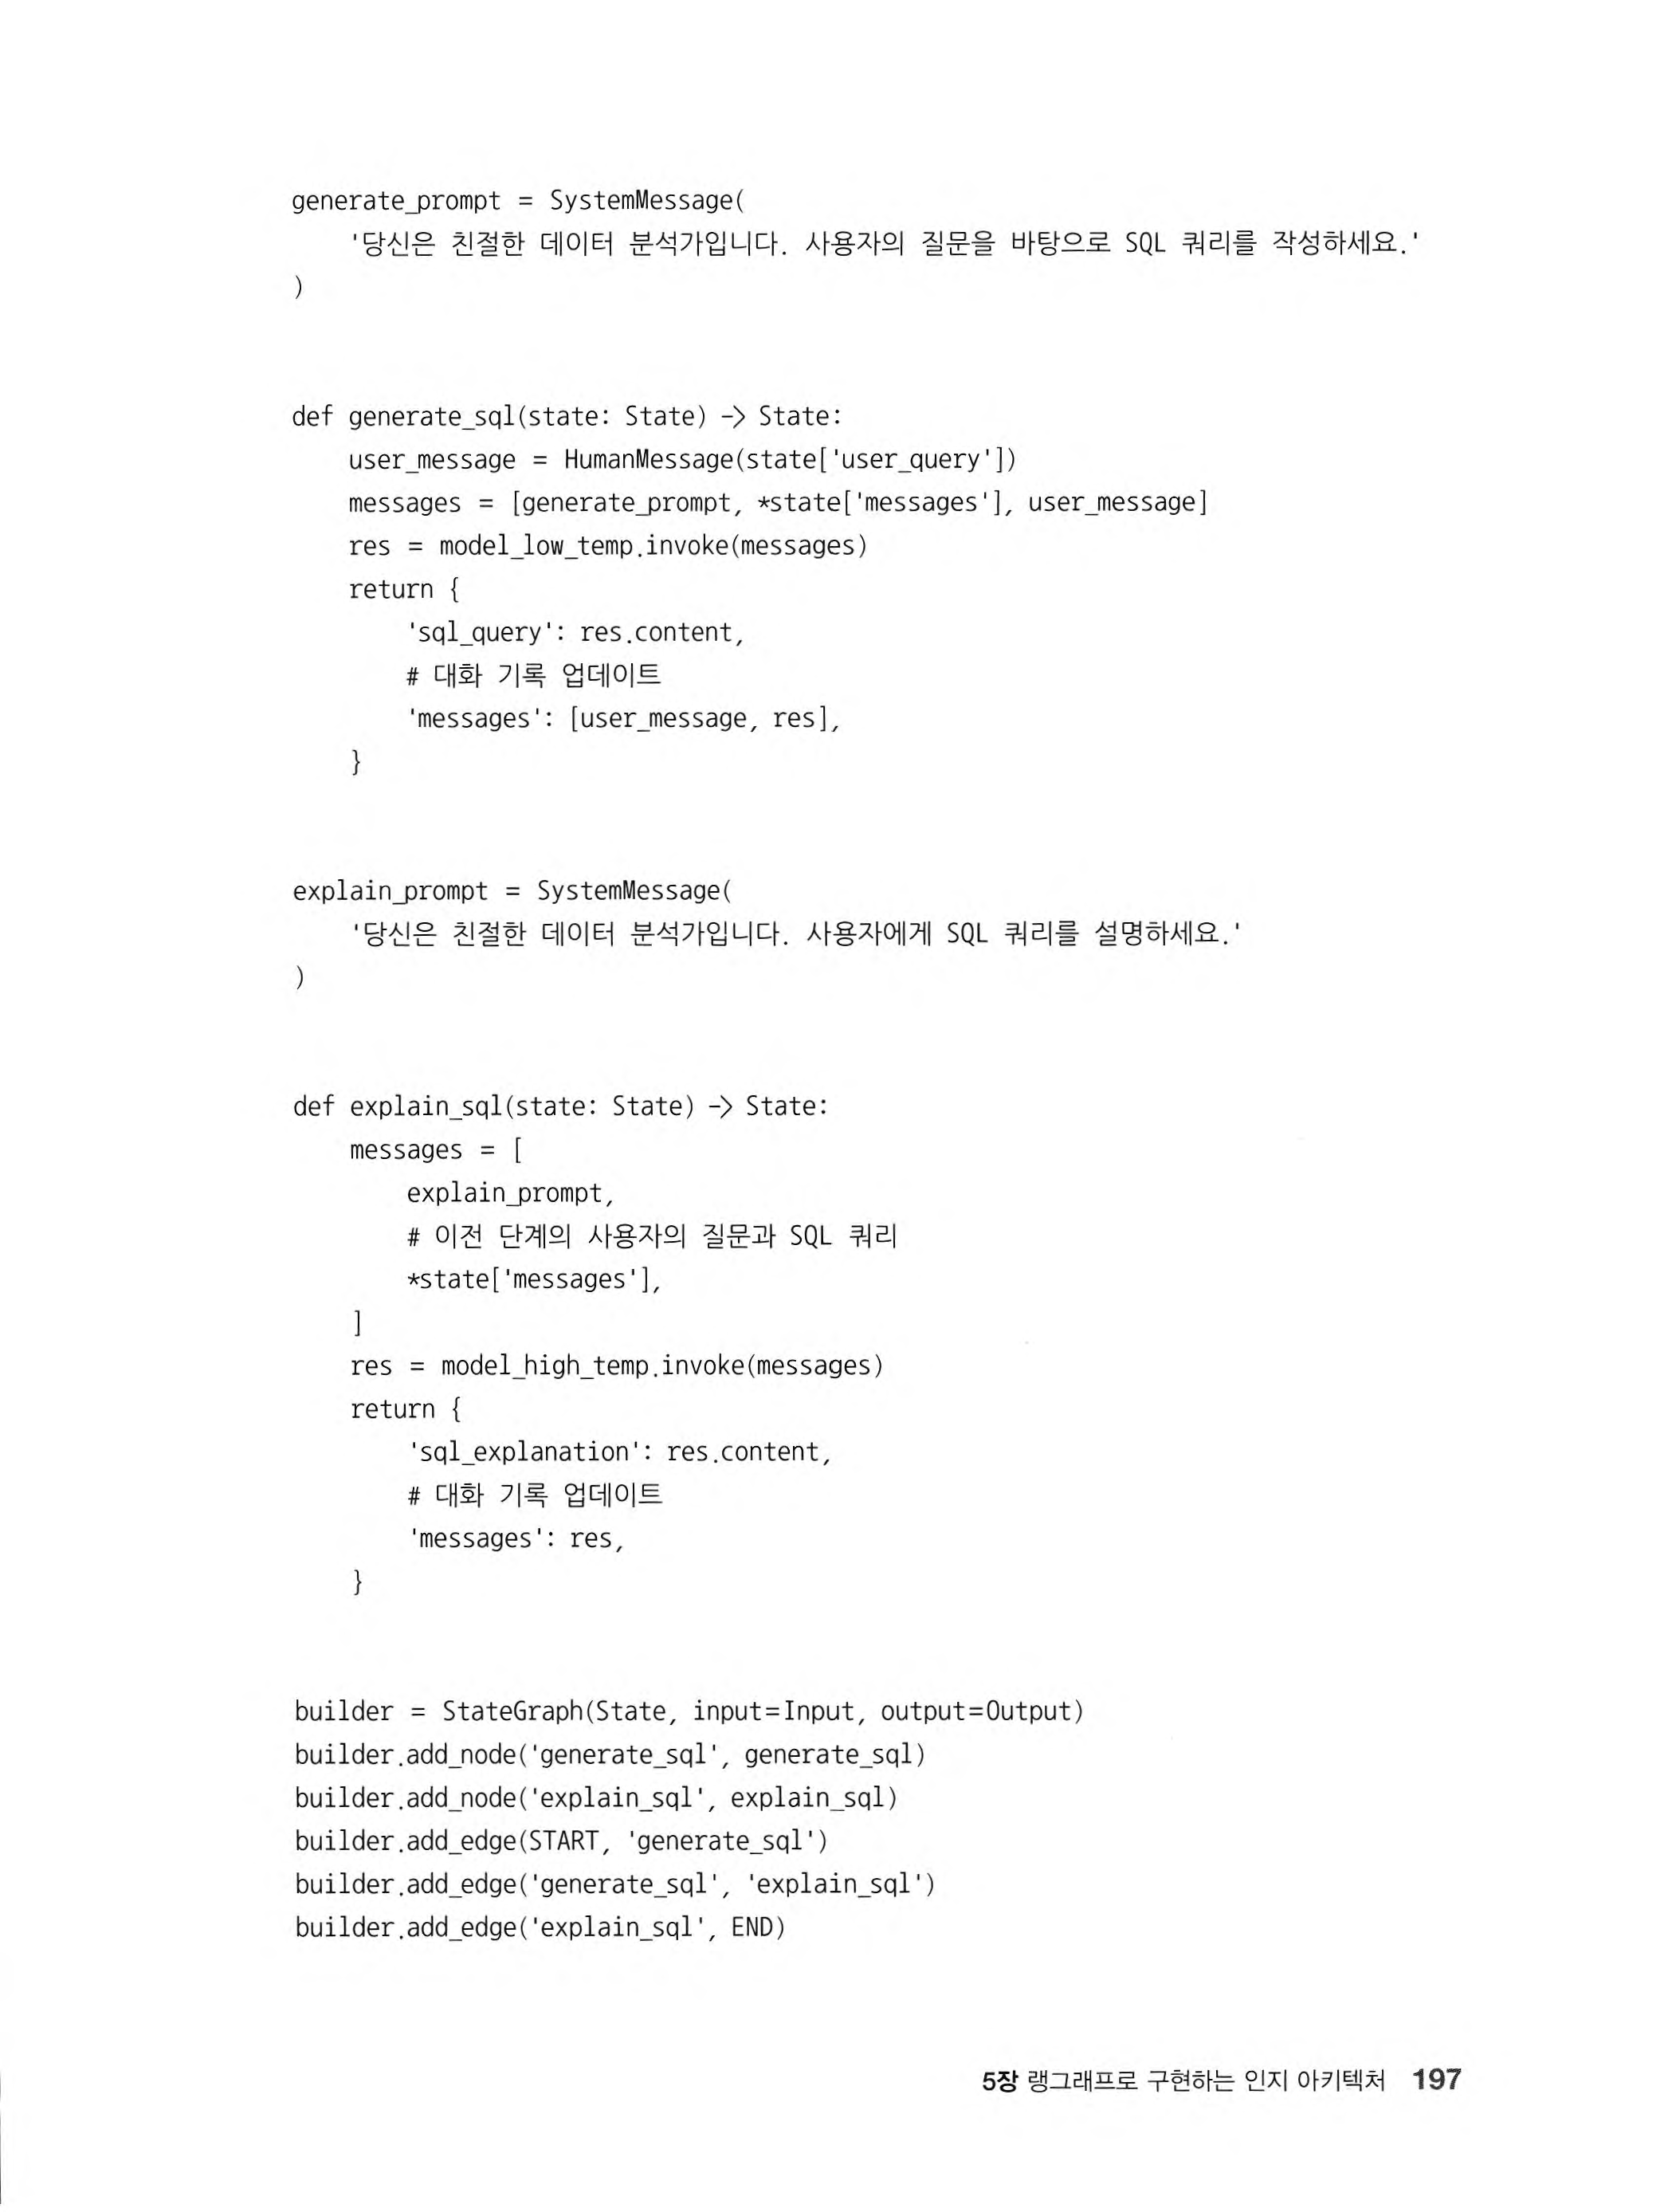 generate_prompt = SystemMessage(
    '당신은 친절한 데이터 분석가입니다. 사용자의 질문을 바탕으로 SQL 쿼리를 작성하세요.'
)
def generate_sql(state: State) -> State:
    user_message = HumanMessage(state['user_query'])
    messages = [generate_prompt, *state['messages'], user_message]
    res = model_low_temp.invoke(messages)
    return {
        'sql_query': res.content,
        # 대화 기록 업데이트
        'messages': [user_message, res],
    }
explain_prompt = SystemMessage(
    '당신은 친절한 데이터 분석가입니다. 사용자에게 SQL 쿼리를 설명하세요.'
)
def explain_sql(state: State) -> State:
    messages = [
        explain_prompt,
        # 이전 단계의 사용자의 질문과 SQL 쿼리
        *state['messages'],
    ]
    res = model_high_temp.invoke(messages)
    return {
        'sql_explanation': res.content,
        # 대화 기록 업데이트
        'messages': res,
    }
builder = StateGraph(State, input=Input, output=Output)
builder.add_node('generate_sql', generate_sql)
builder.add_node('explain_sql', explain_sql)
builder.add_edge(START, 'generate_sql')
builder.add_edge('generate_sql', 'explain_sql')
builder.add_edge('explain_sql', END)
5장 랭그래프로 구현하는 인지 아키텍처 197